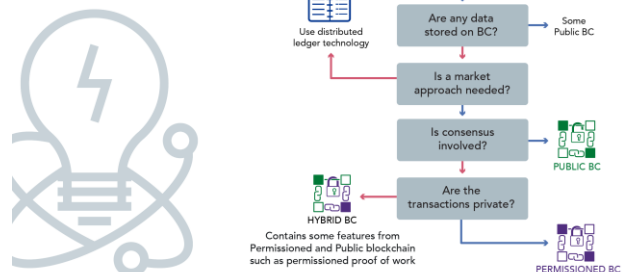 Are any data
stored on BC?
Some
Public BC
Use distributed
ledger technology
Is a market
approach needed?
Is consensus
involved?
PUBLIC BC
Are the
transactions private?
HYBRID BC
Contains some features from
Permissioned and Public blockchain
such as permissioned proof of work
PERMISSIONED BC